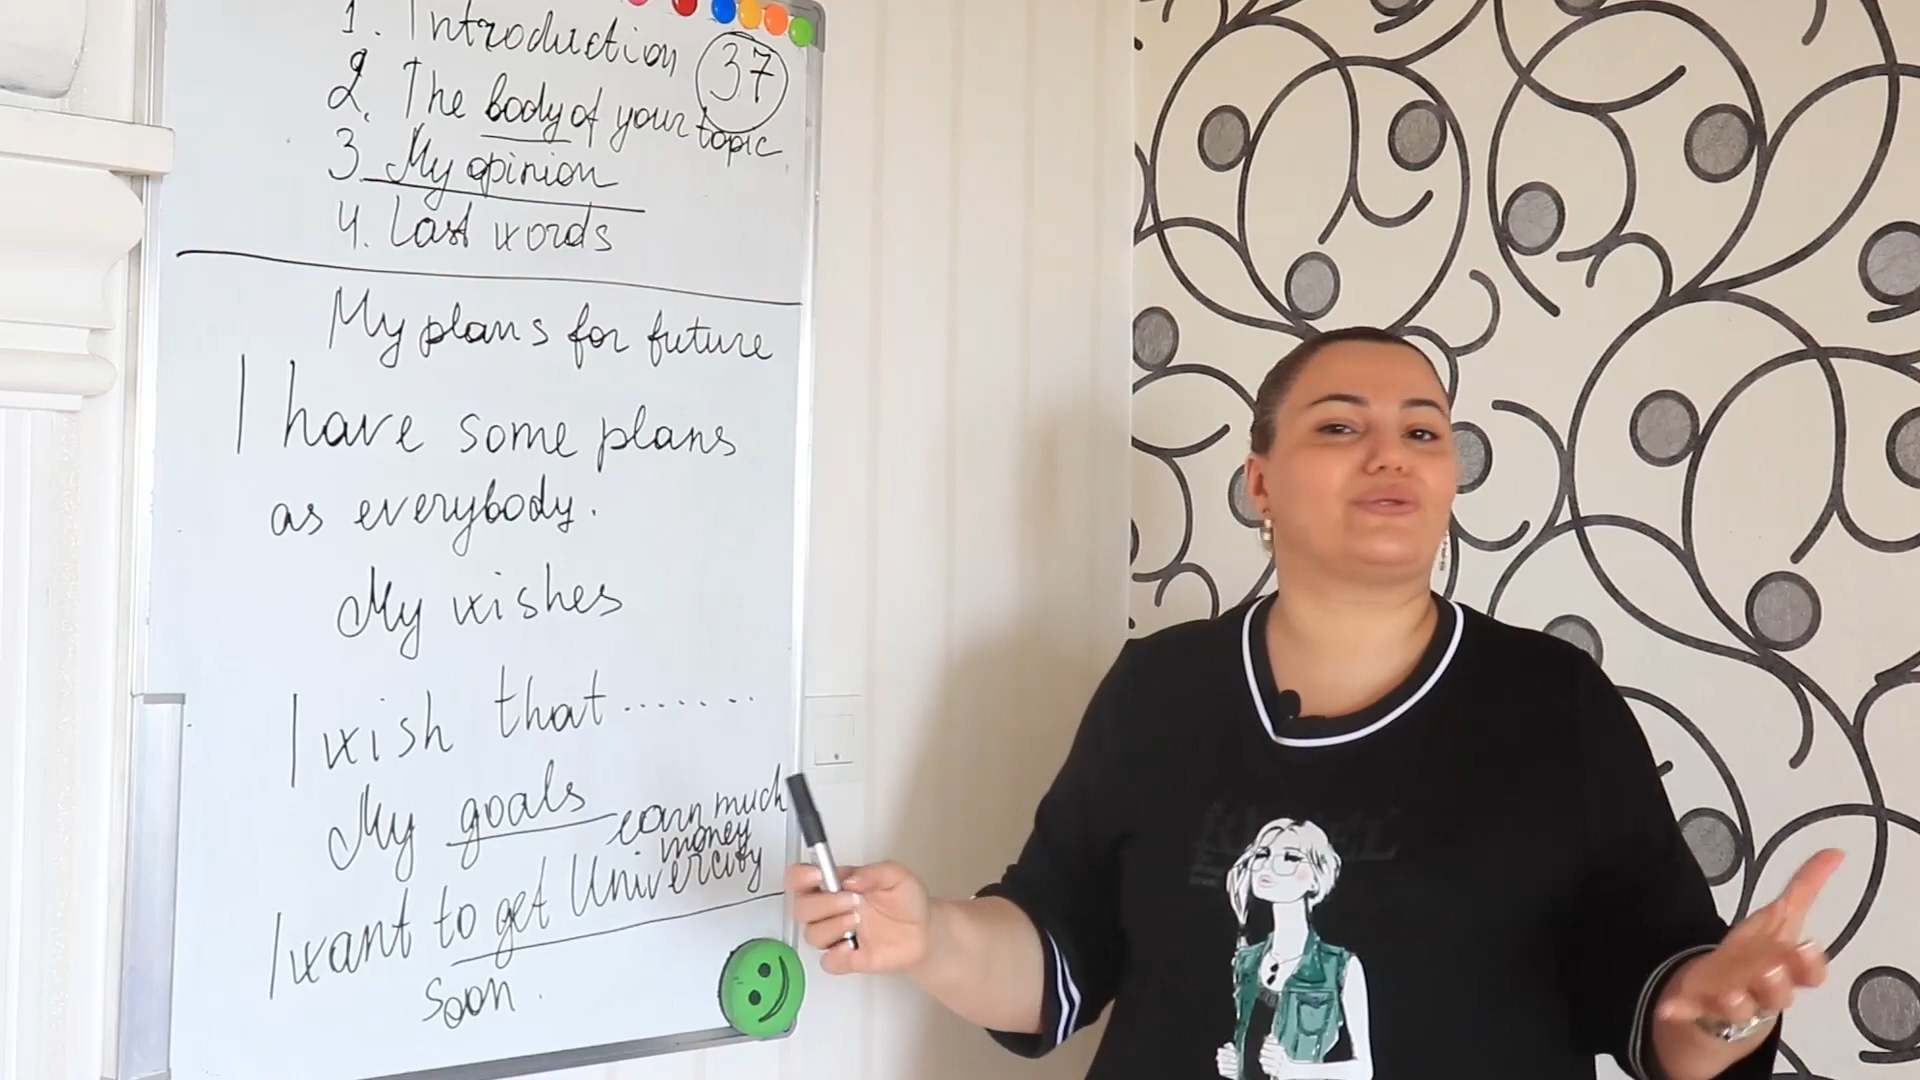 1. Introduction
37
2. The body of your topic
3. My opinion
4. Last words
My plans for future
I have some plans
as everybody.
My wishes
I wish that.......
My goals
earn much
money
I want to get Univercity
soon.